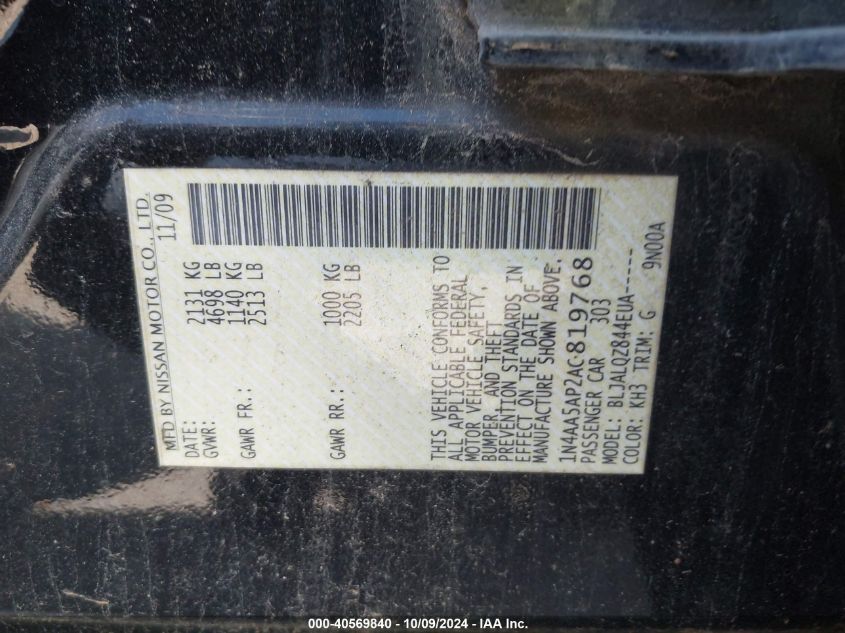 MFD BY NISSAN MOTOR CO., LTD.
DATE: 11/09
GVWR: 2131 KG
4698 LB
GAWR FR.: 1140 KG
2513 LB
GAWR RR.: 1000 KG
2205 LB
THIS VEHICLE CONFORMS TO
ALL APPLICABLE FEDERAL
MOTOR VEHICLE SAFETY,
BUMPER, AND THEFT
PREVENTION STANDARDS IN
EFFECT ON THE DATE OF
MANUFACTURE SHOWN ABOVE.
1N4AA5AP2AC819768
PASSENGER CAR 303
MODEL: BLJALQZ844EUA-----
COLOR: KH3 TRIM: G 9N00A
000-40569840 - 10/09/2024 - IAA Inc.